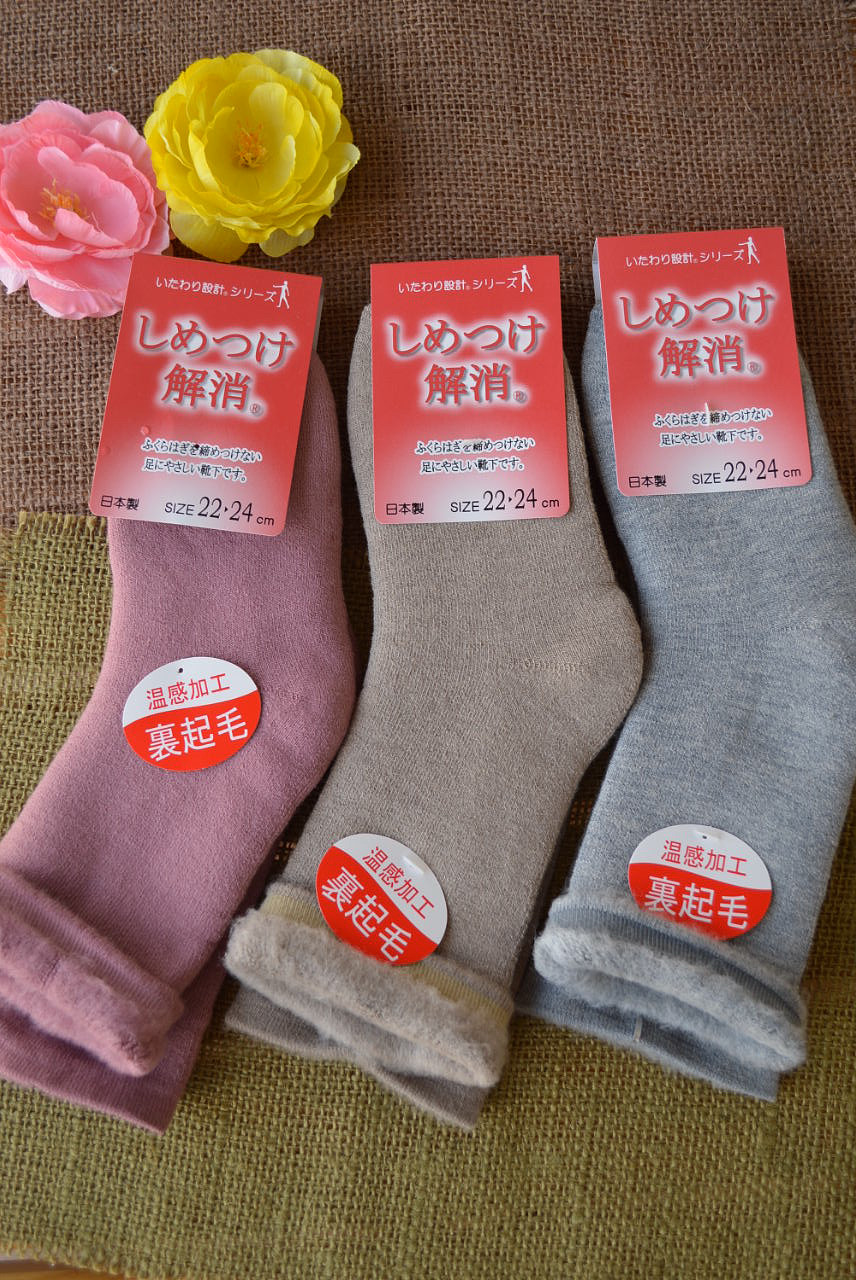 いたわり設計®シリーズ
しめつけ
解消®
ふくらはぎを締めつけない
足にやさしい靴下です。
日本製 SIZE 22▸24cm
温感加工
裏起毛
いたわり設計®シリーズ
しめつけ
解消®
ふくらはぎを締めつけない
足にやさしい靴下です。
日本製 SIZE 22▸24cm
温感加工
裏起毛
いたわり設計®シリーズ
しめつけ
解消®
ふくらはぎを締めつけない
足にやさしい靴下です。
日本製 SIZE 22▸24cm
温感加工
裏起毛